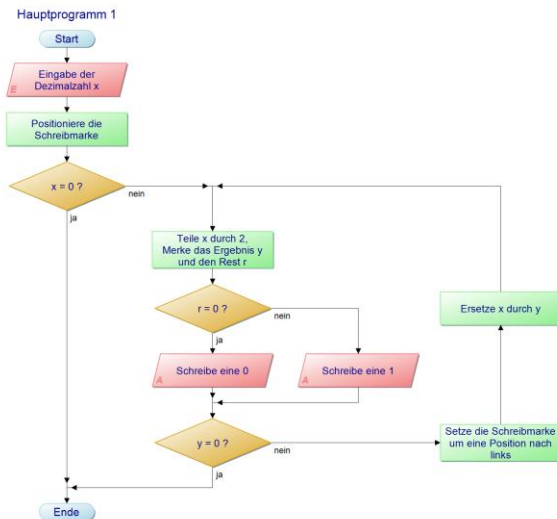 Hauptprogramm 1
Start
Eingabe der
Dezimalzahl x
E
Positioniere die
Schreibmarke
x = 0 ?
nein
ja
Teile x durch 2,
Merke das Ergebnis y
und den Rest r
r = 0 ?
nein
ja
Ersetze x durch y
Schreibe eine 0
A
Schreibe eine 1
A
y = 0 ?
nein
ja
Setze die Schreibmarke
um eine Position nach
links
Ende